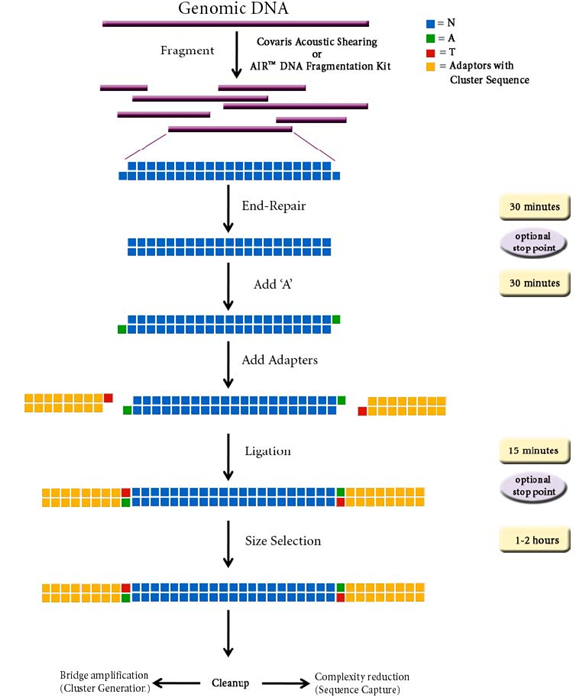 Genomic DNA
Fragment
Covaris Acoustic Shearing
or
AIR™ DNA Fragmentation Kit
= N
= A
= T
= Adaptors with
Cluster Sequence
End-Repair
30 minutes
optional
stop point
Add ‘A’
30 minutes
Add Adapters
Ligation
15 minutes
optional
stop point
Size Selection
1-2 hours
Bridge amplification
(Cluster Generation)
Cleanup
Complexity reduction
(Sequence Capture)